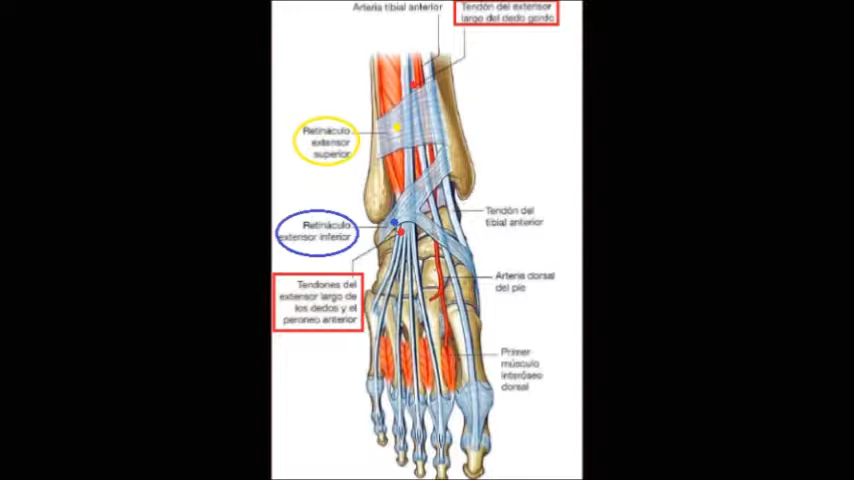 Arteria tibial anterior
Tendón del extensor
largo del dedo gordo
Retináculo
extensor
superior
Retináculo
extensor inferior
Tendón del
tibial anterior
Tendones del
extensor largo de
los dedos y el
peroneo anterior
Arteria dorsal
del pie
Primer
músculo
interóseo
dorsal